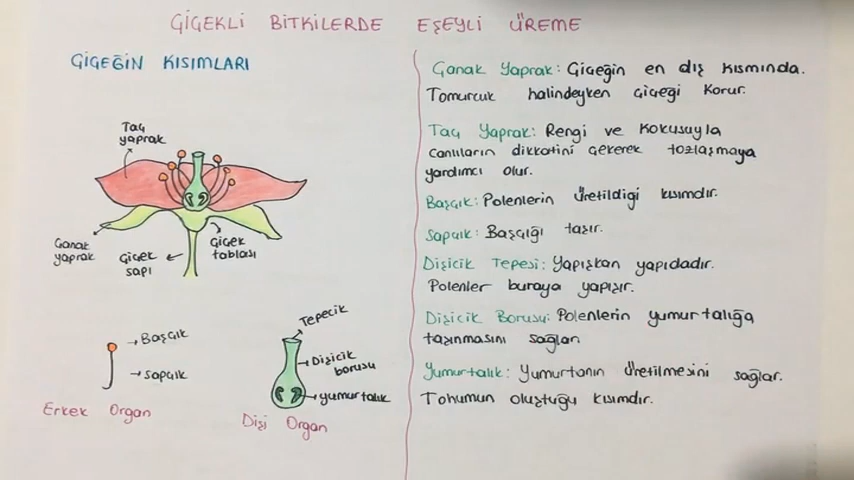 ÇİÇEKLİ BİTKİLERDE EŞEYLİ ÜREME
ÇİÇEĞİN KISIMLARI
Taç
yaprak
Çanak
yaprak
Çiçek
sapı
Çiçek
tablası
Başçık
sapçık
Erkek Organ
Tepecik
Dişicik
borusu
yumurtalık
Dişi Organ
Çanak Yaprak: Çiçeğin en dış kısmında.
Tomurcuk halindeyken çiçeği korur.
Taç Yaprak: Rengi ve kokusuyla
canlıların dikkatini çekerek tozlaşmaya
yardımcı olur.
Başçık: Polenlerin üretildiği kısımdır.
Sapçık: Başçığı taşır.
Dişicik Tepesi: Yapışkan yapıdadır.
Polenler buraya yapışır.
Dişicik Borusu: Polenlerin yumurtalığa
taşınmasını sağlar.
Yumurtalık: Yumurtanın üretilmesini sağlar.
Tohumun oluştuğu kısımdır.